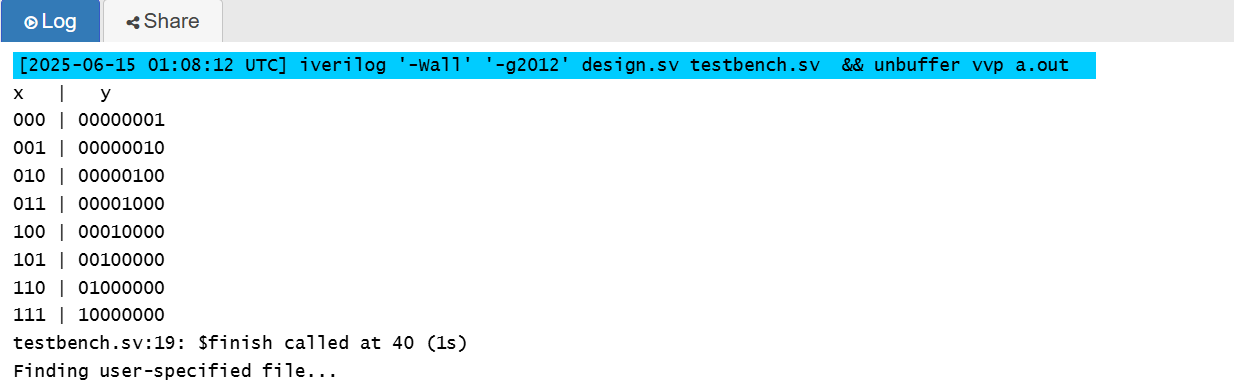 Log Share
[2025-06-15 01:08:12 UTC] iverilog '-Wall' '-g2012' design.sv testbench.sv  && unbuffer vvp a.out
x   |   y
000 | 00000001
001 | 00000010
010 | 00000100
011 | 00001000
100 | 00010000
101 | 00100000
110 | 01000000
111 | 10000000
testbench.sv:19: $finish called at 40 (1s)
Finding user-specified file...